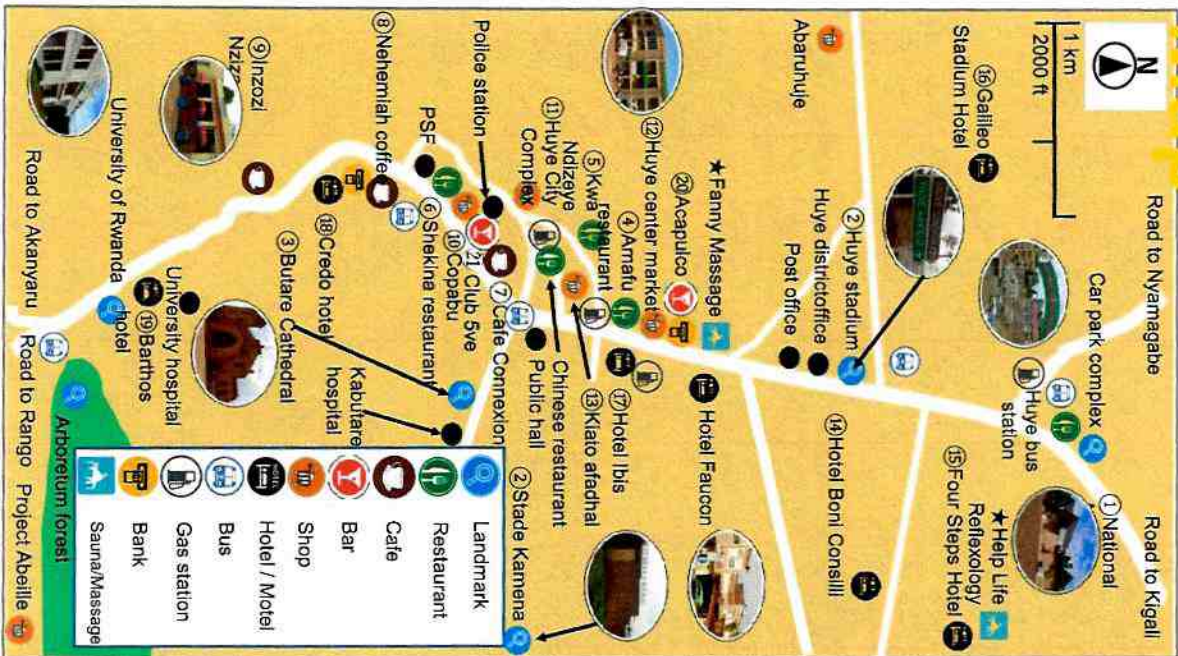 N
1 km
2000 ft
Road to Nyamagabe
Road to Kigali
Car park complex
① National
Huye bus
station
★Help Life
Reflexology
⑮Four Steps Hotel
⑯Galileo
Stadium Hotel
⑭Hotel Boni Consilli
②Huye stadium
Huye districtoffice
Post office
Abaruhuje
★Fanny Massage
⑳Acapulco
⑫Huye center market
④Amafu
restaurant
⑤Kwa
Ndizeye
⑪Huye City
Complex
Hotel Faucon
⑰Hotel Ibis
⑬Kiato afadhal
Chinese restaurant
Public hall
⑦Cafe Connexion
21 Club 5ve
⑩Copabu
⑥Shekina restaurant
Police station
PSF
⑧Nehemiah coffee
②Stade Kamena
③Butare Cathedral
Kabutare
hospital
⑱Credo hotel
⑨Inzozi
Nziza
University hospital
⑲Barthos
hotel
University of Rwanda
Arboretum forest
Road to Akanyaru
Road to Rango
Project Abeille
Landmark
Restaurant
Cafe
Bar
Shop
HOTEL
Hotel / Motel
Bus
Gas station
Bank
Sauna/Massage